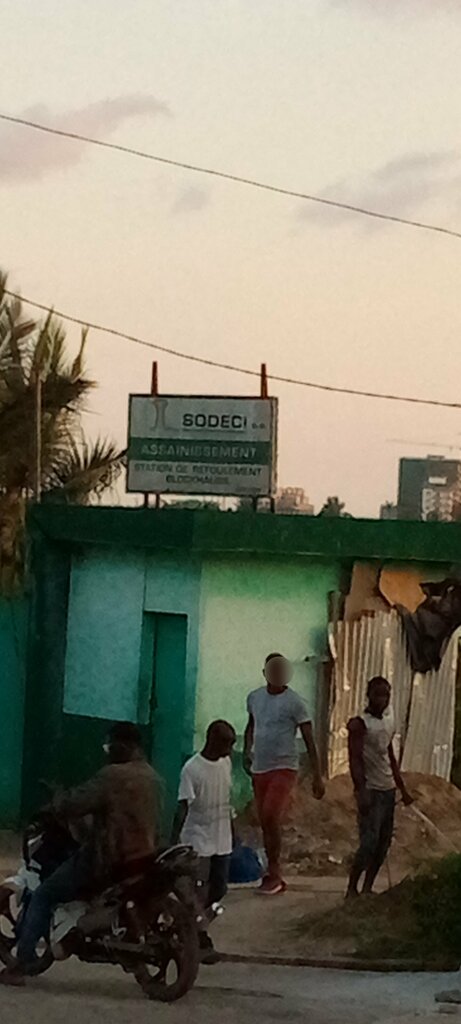 SODECI S.A.
ASSAINISSEMENT
STATION DE REFOULEMENT
BLOCKHAUSS